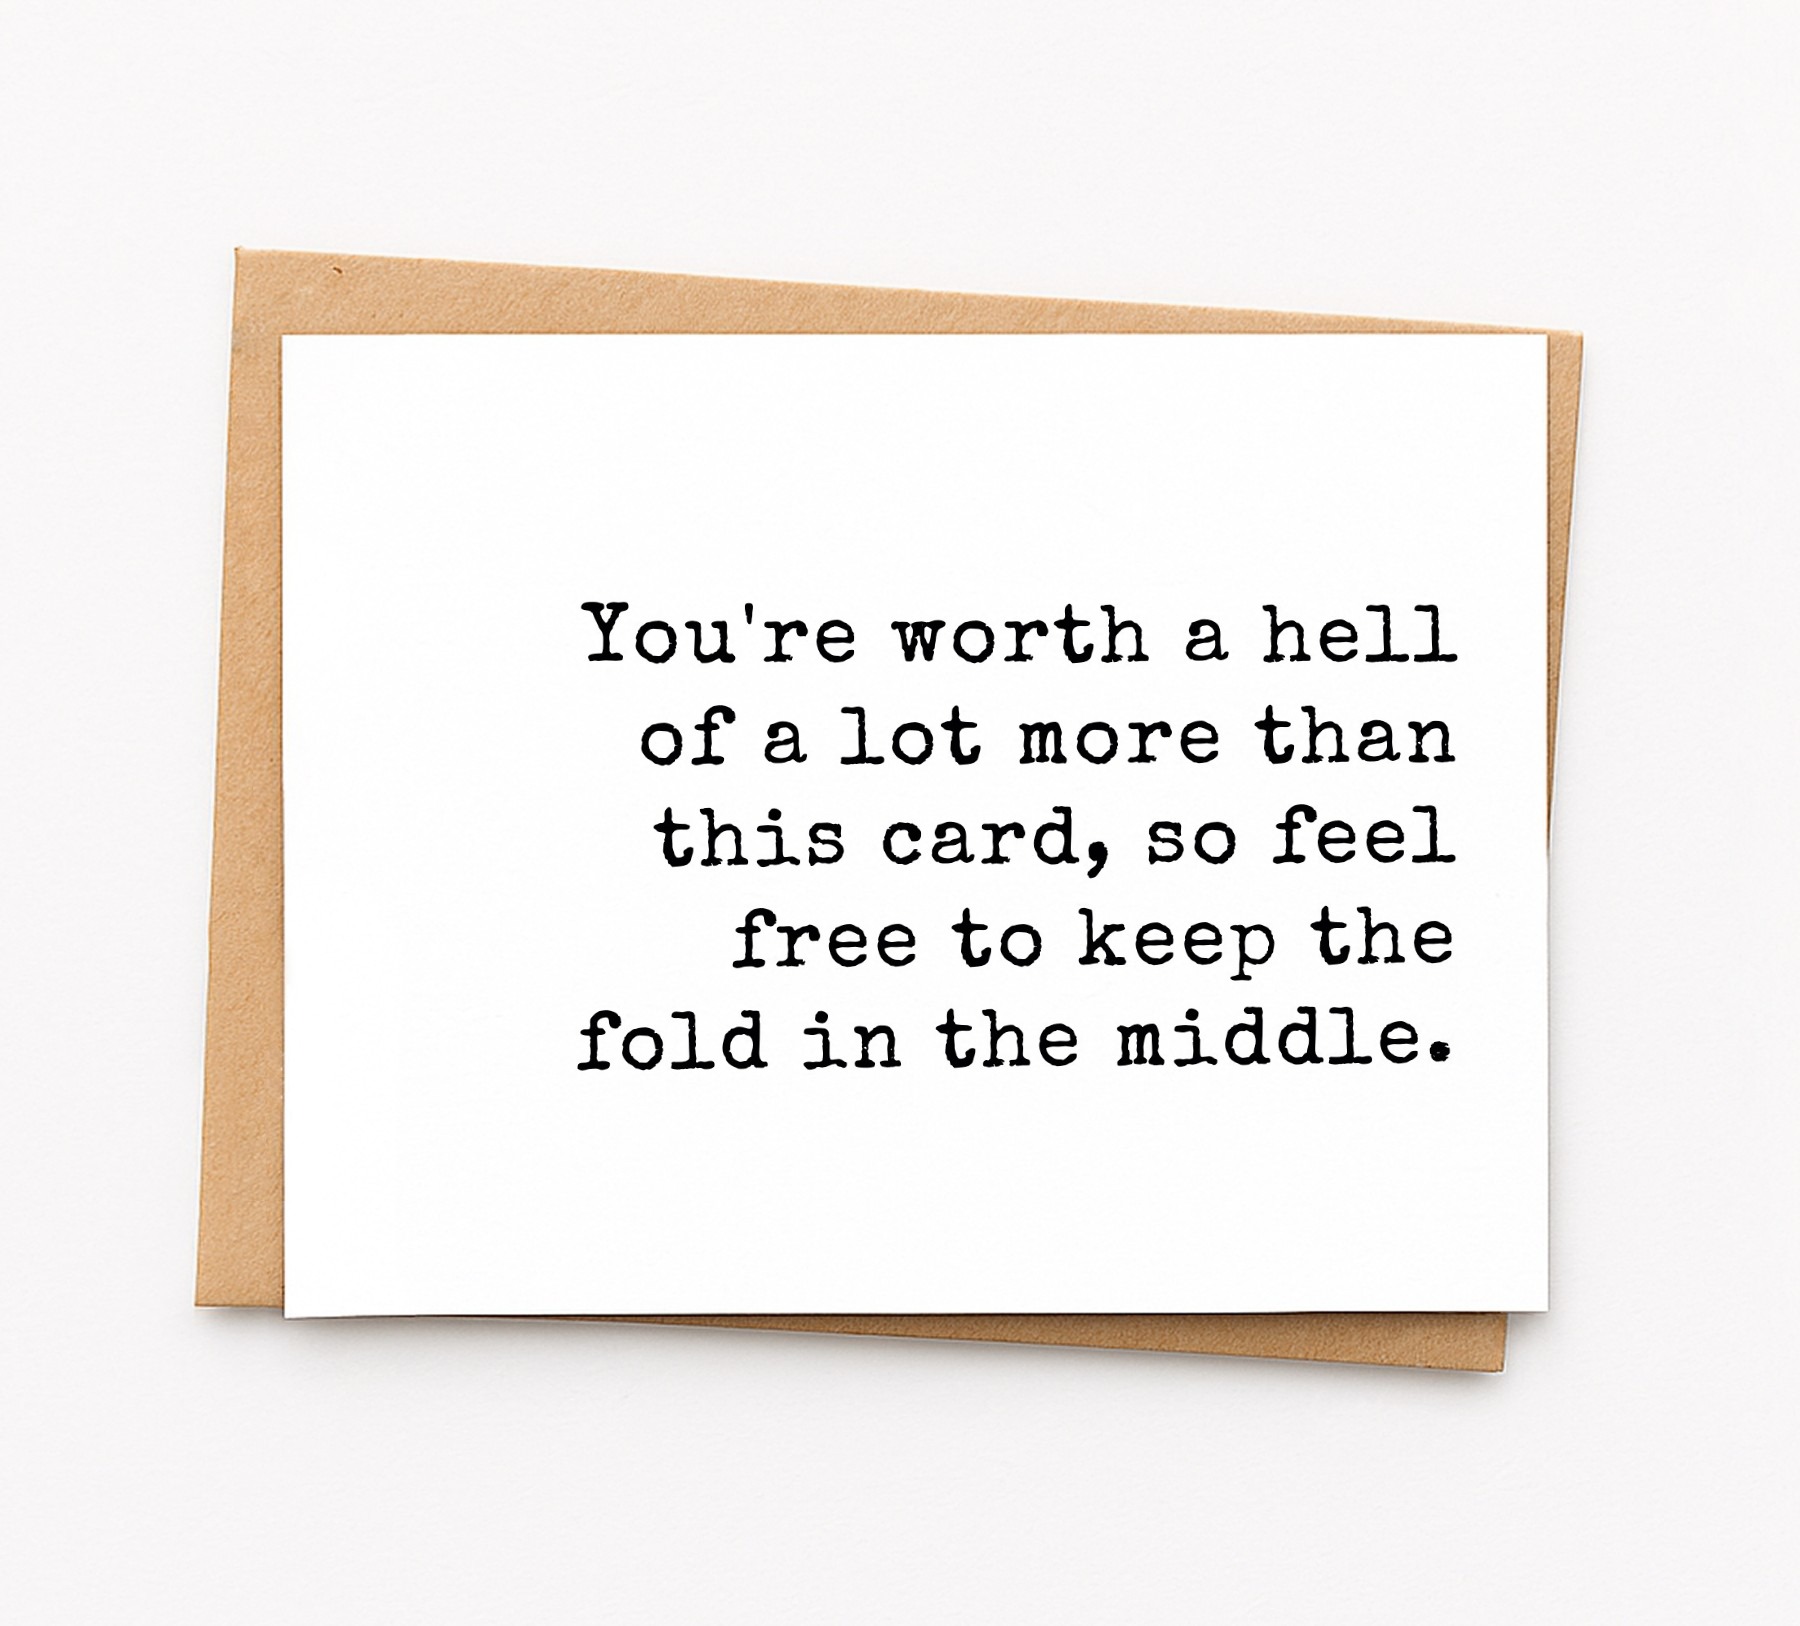 You're worth a hell
of a lot more than
this card, so feel
free to keep the
fold in the middle.